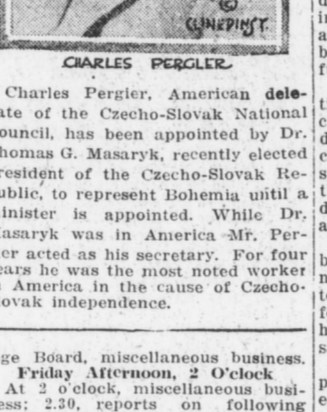 © CLINEDINST.
CHARLES PERGLER
Charles Pergier, American dele-
ate of the Czecho-Slovak National
ouncil, has been appointed by Dr.
homas G. Masaryk, recently elected
resident of the Czecho-Slovak Re-
ublic, to represent Bohemia until a
inister is appointed. While Dr.
asaryk was in America Mr. Per-
er acted as his secretary. For four
ears he was the most noted worker
America in the cause of Czecho-
ovak independence.
ge Board, miscellaneous business.
Friday Afternoon, 2 O'clock
At 2 o'clock, miscellaneous busi-
ess; 2.30, reports on following